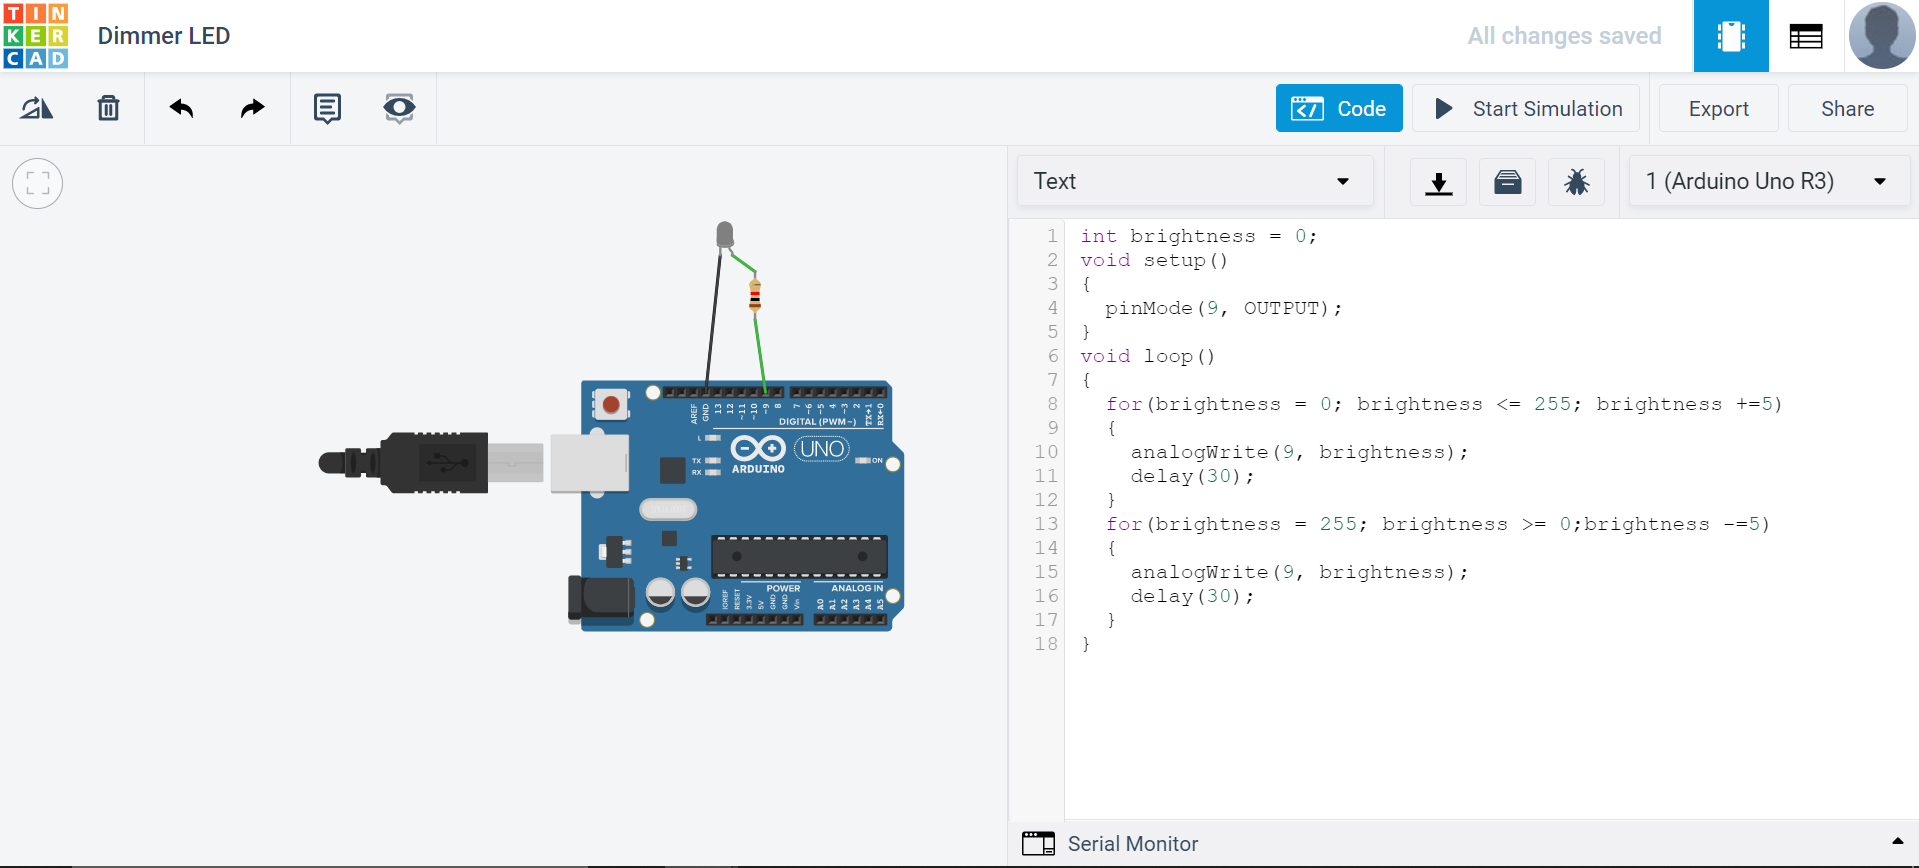 TIN
KER
CAD
Dimmer LED
All changes saved
Code
Start Simulation
Export
Share
Text
1 (Arduino Uno R3)
1 int brightness = 0;
2 void setup()
3 {
4 pinMode(9, OUTPUT);
5 }
6 void loop()
7 {
8 for(brightness = 0; brightness <= 255; brightness +=5)
9 {
10 analogWrite(9, brightness);
11 delay(30);
12 }
13 for(brightness = 255; brightness >= 0;brightness -=5)
14 {
15 analogWrite(9, brightness);
16 delay(30);
17 }
18 }
AREF
GND
13
12
~11
~10
~9
8
7
~6
~5
4
~3
2
TX→1
RX←0
DIGITAL (PWM~)
L
TX
RX
ARDUINO
UNO
ON
POWER
ANALOG IN
IOREF
RESET
3.3V
5V
GND
GND
Vin
A0
A1
A2
A3
A4
A5
Serial Monitor